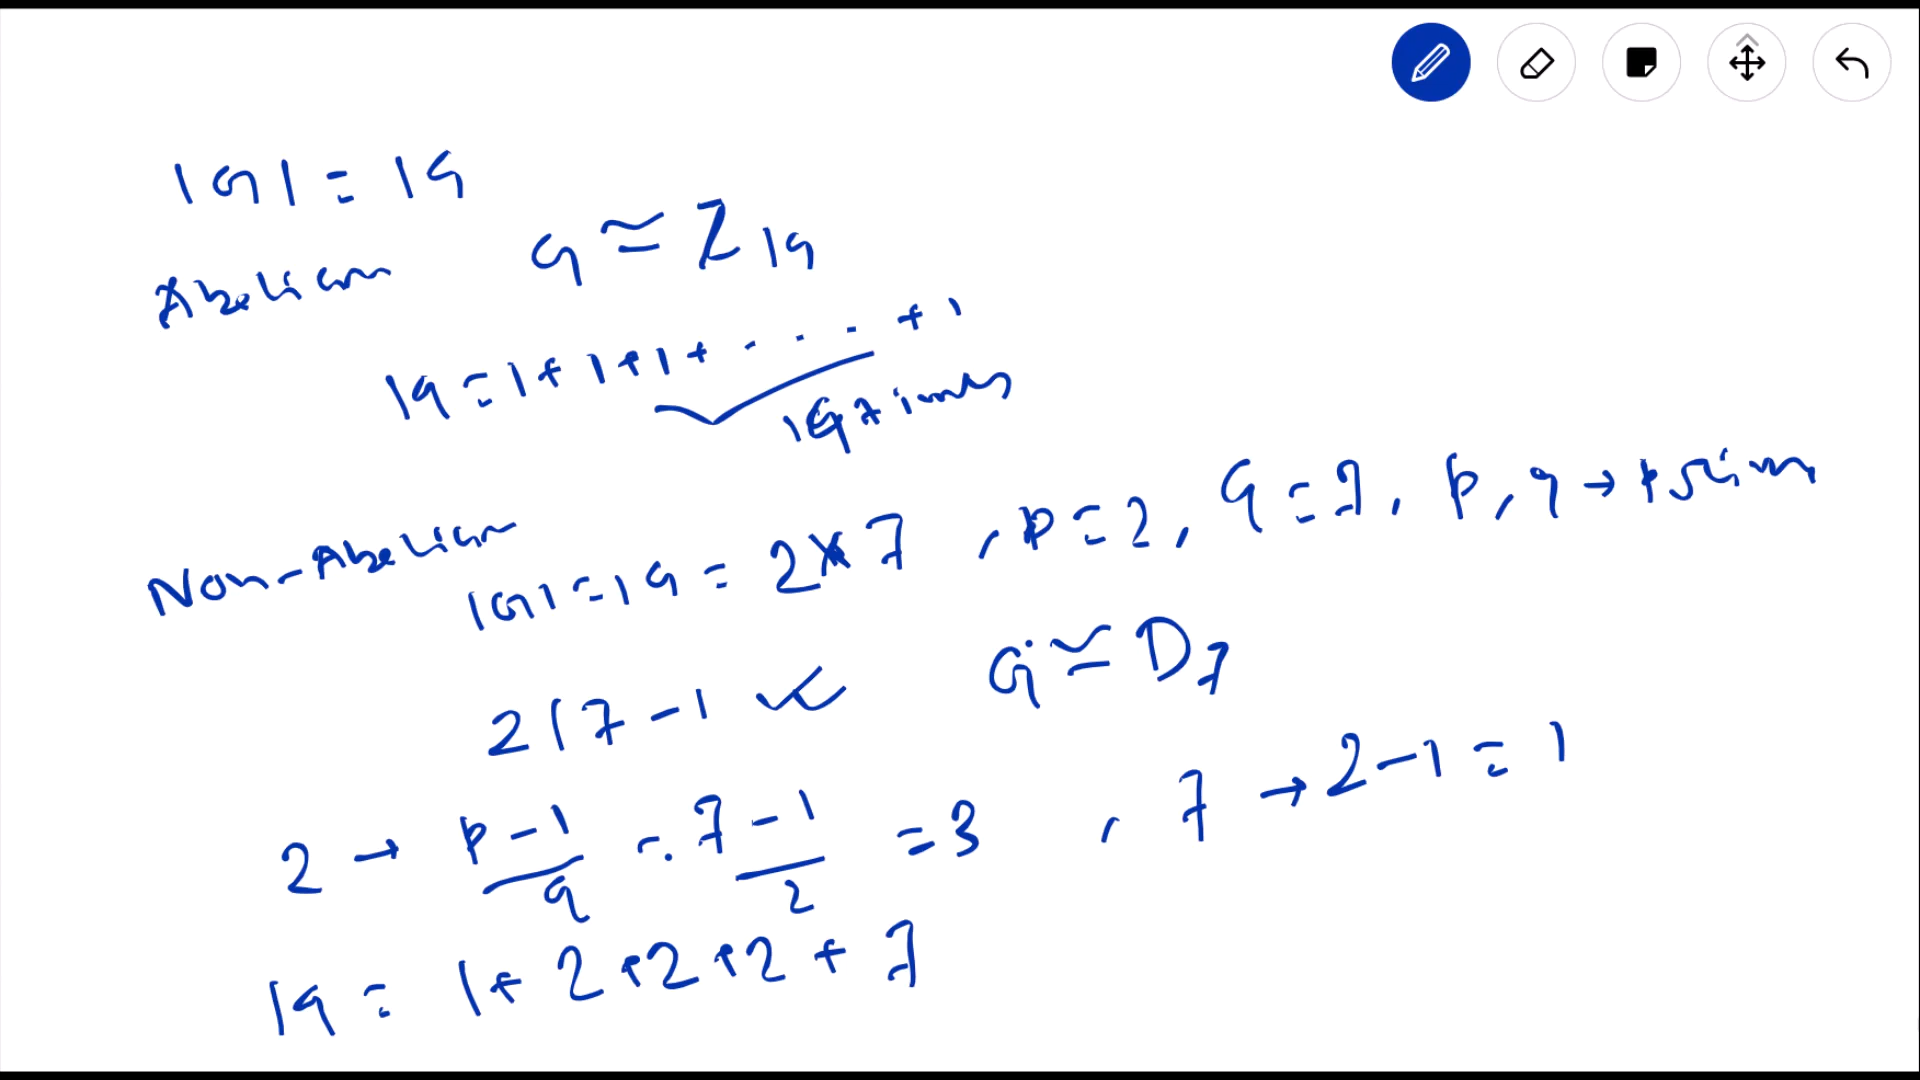 |G| = 14
Abelian G ≃ Z₁₄
14 = 1 + 1 + 1 + · · · · + 1
14 times
Non-Abelian
|G| = 14 = 2 × 7 , p = 2, q = 7, p, q → prime
2 | 7 - 1 ✓ G ≃ D₇
2 → (p - 1)/q = (7 - 1)/2 = 3 , 7 → 2 - 1 = 1
14 = 1 + 2 + 2 + 2 + 7